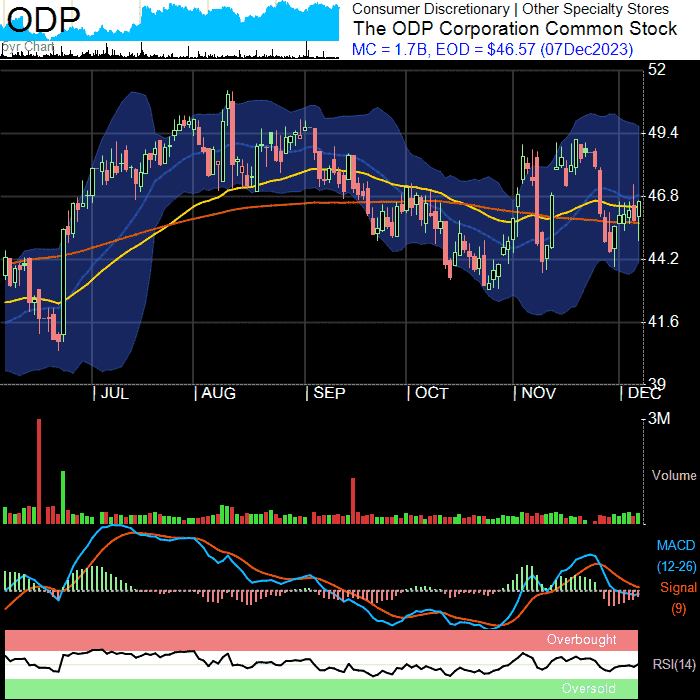 ODP
5yr Chart
Consumer Discretionary | Other Specialty Stores
The ODP Corporation Common Stock
MC = 1.7B, EOD = $46.57 (07Dec2023)
52
49.4
46.8
44.2
41.6
39
| JUL | AUG | SEP | OCT | NOV | DEC
3M
Volume
MACD
(12-26)
Signal
(9)
Overbought
RSI(14)
Oversold